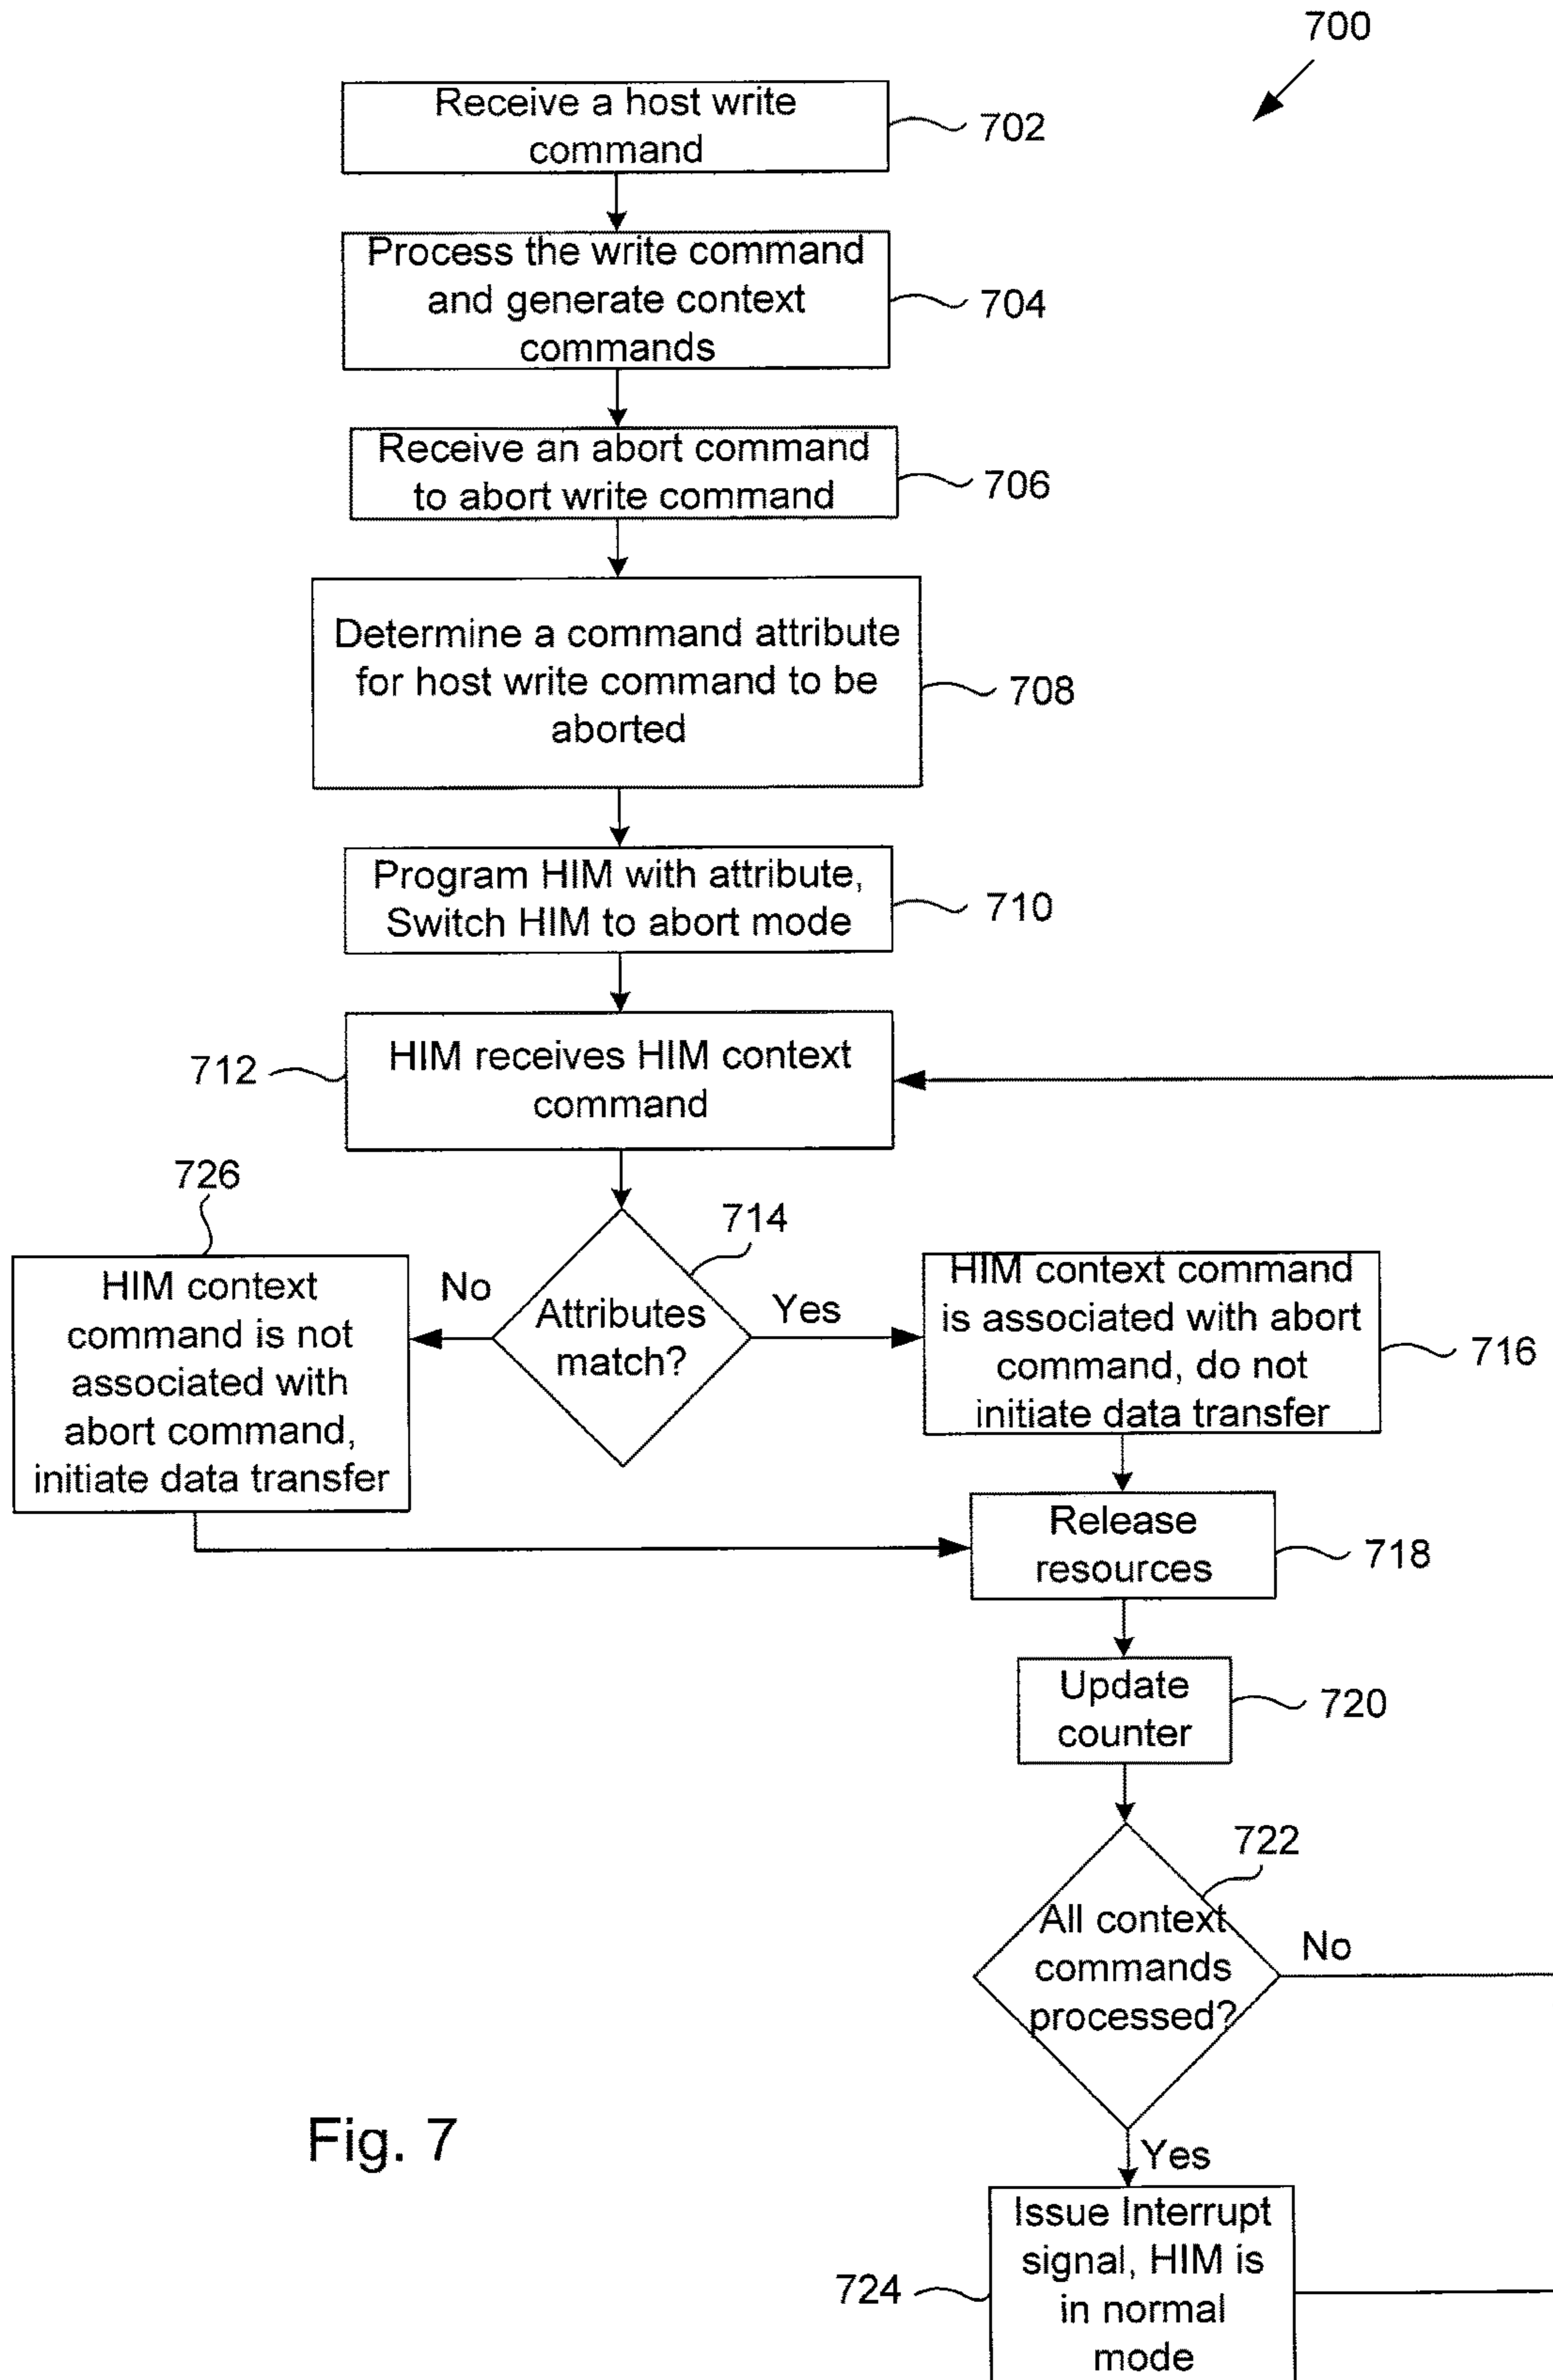 700
Receive a host write
command
702
Process the write command
and generate context
commands
704
Receive an abort command
to abort write command
706
Determine a command attribute
for host write command to be
aborted
708
Program HIM with attribute,
Switch HIM to abort mode
710
HIM receives HIM context
command
712
726
714
HIM context
command is not
associated with
abort command,
initiate data transfer
No
Attributes
match?
Yes
HIM context command
is associated with abort
command, do not
initiate data transfer
716
Release
resources
718
Update
counter
720
722
All context
commands
processed?
No
Yes
Fig. 7
Issue Interrupt
signal, HIM is
in normal
mode
724